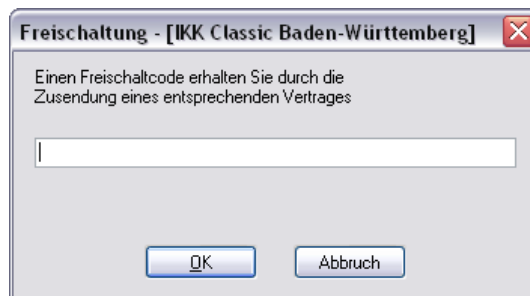 Freischaltung - [IKK Classic Baden-Württemberg]
Einen Freischaltcode erhalten Sie durch die
Zusendung eines entsprechenden Vertrages
OK
Abbruch